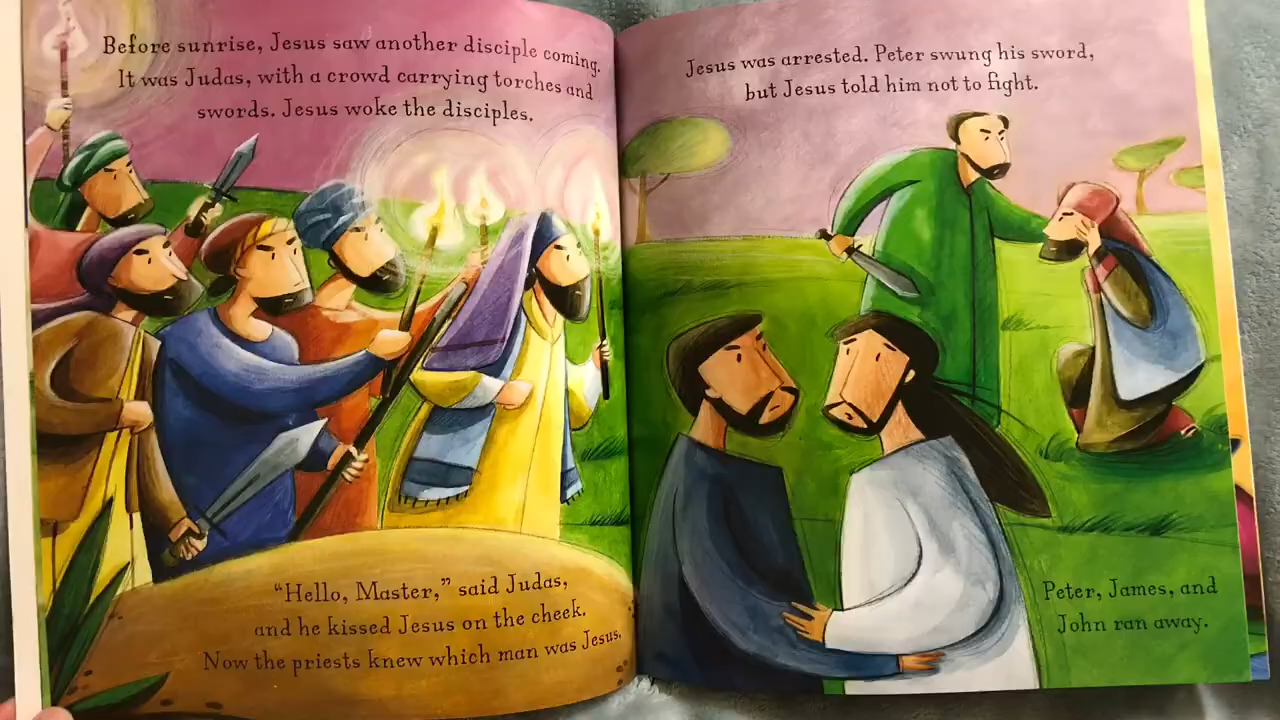 Before sunrise, Jesus saw another disciple coming.
It was Judas, with a crowd carrying torches and
swords. Jesus woke the disciples.
“Hello, Master,” said Judas,
and he kissed Jesus on the cheek.
Now the priests knew which man was Jesus.
Jesus was arrested. Peter swung his sword,
but Jesus told him not to fight.
Peter, James, and
John ran away.